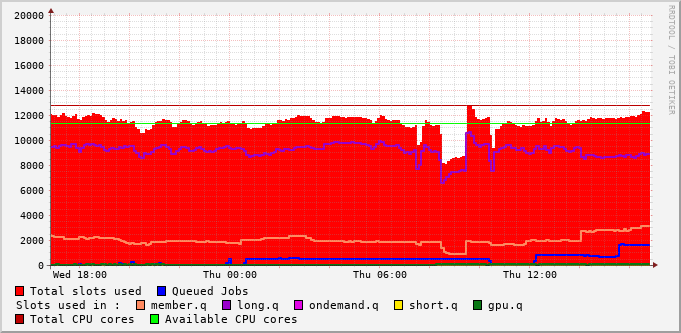 RRDTOOL / TOBI OETIKER
20000
18000
16000
14000
12000
10000
8000
6000
4000
2000
0
Wed 18:00 Thu 00:00 Thu 06:00 Thu 12:00
Total slots used Queued Jobs
Slots used in : member.q long.q ondemand.q short.q gpu.q
Total CPU cores Available CPU cores